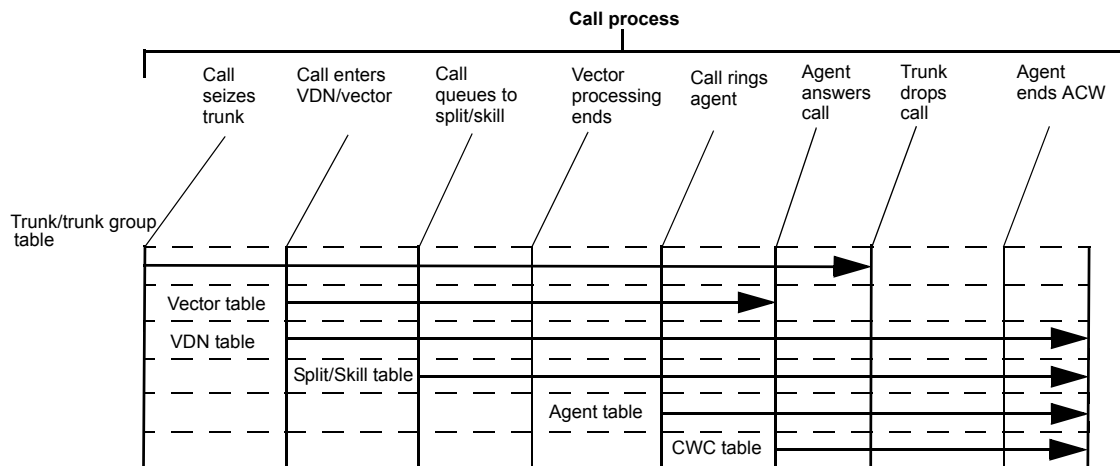 Call process
Call
seizes
trunk
Call enters
VDN/vector
Call
queues to
split/skill
Vector
processing
ends
Call rings
agent
Agent
answers
call
Trunk
drops
call
Agent
ends ACW
Trunk/trunk group
table
Vector table
VDN table
Split/Skill table
Agent table
CWC table